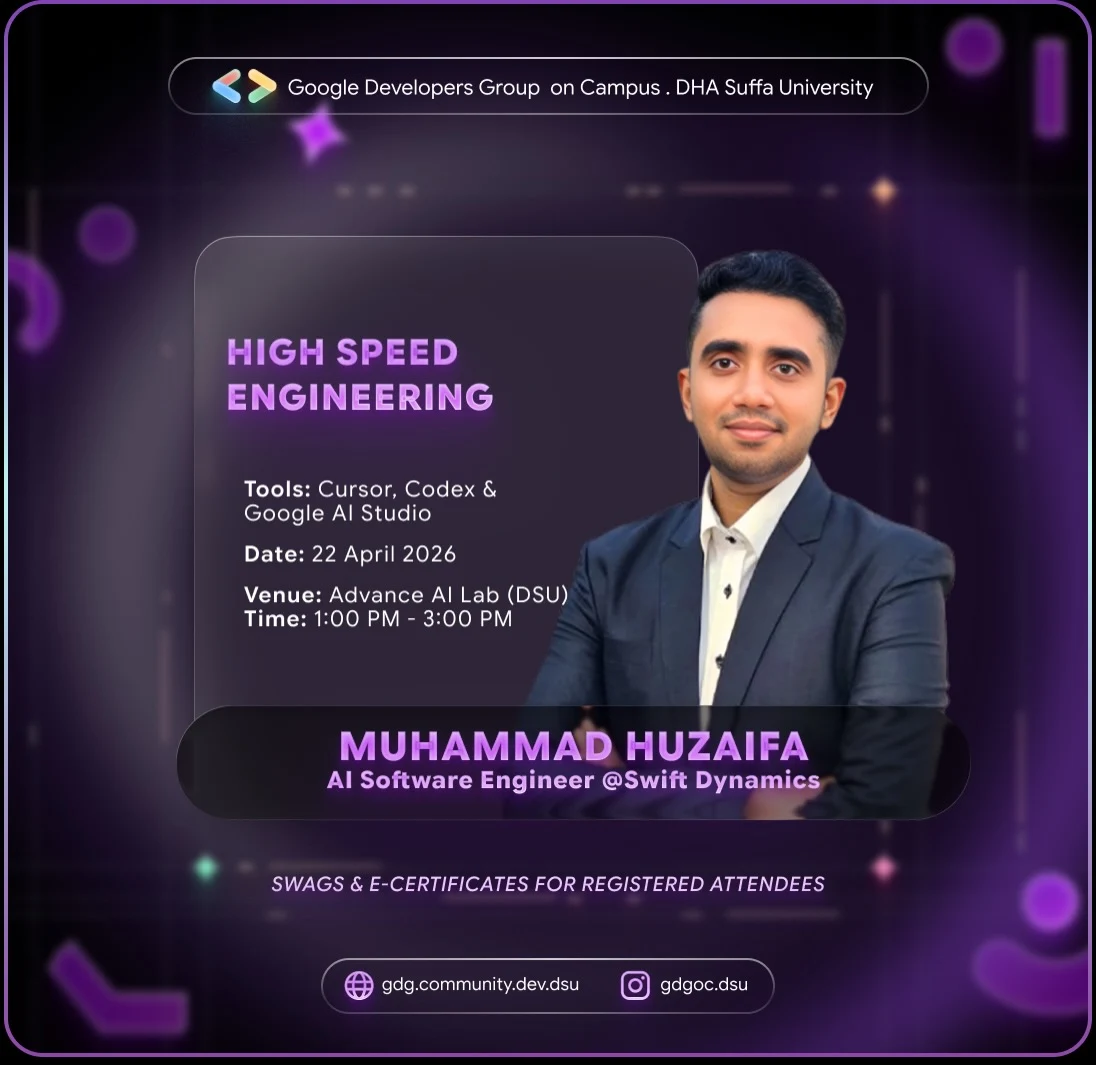 Google Developers Group on Campus . DHA Suffa University
HIGH SPEED
ENGINEERING
Tools: Cursor, Codex &
Google AI Studio
Date: 22 April 2026
Venue: Advance AI Lab (DSU)
Time: 1:00 PM - 3:00 PM
MUHAMMAD HUZAIFA
AI Software Engineer @Swift Dynamics
SWAGS & E-CERTIFICATES FOR REGISTERED ATTENDEES
gdg.community.dev.dsu
gdgoc.dsu